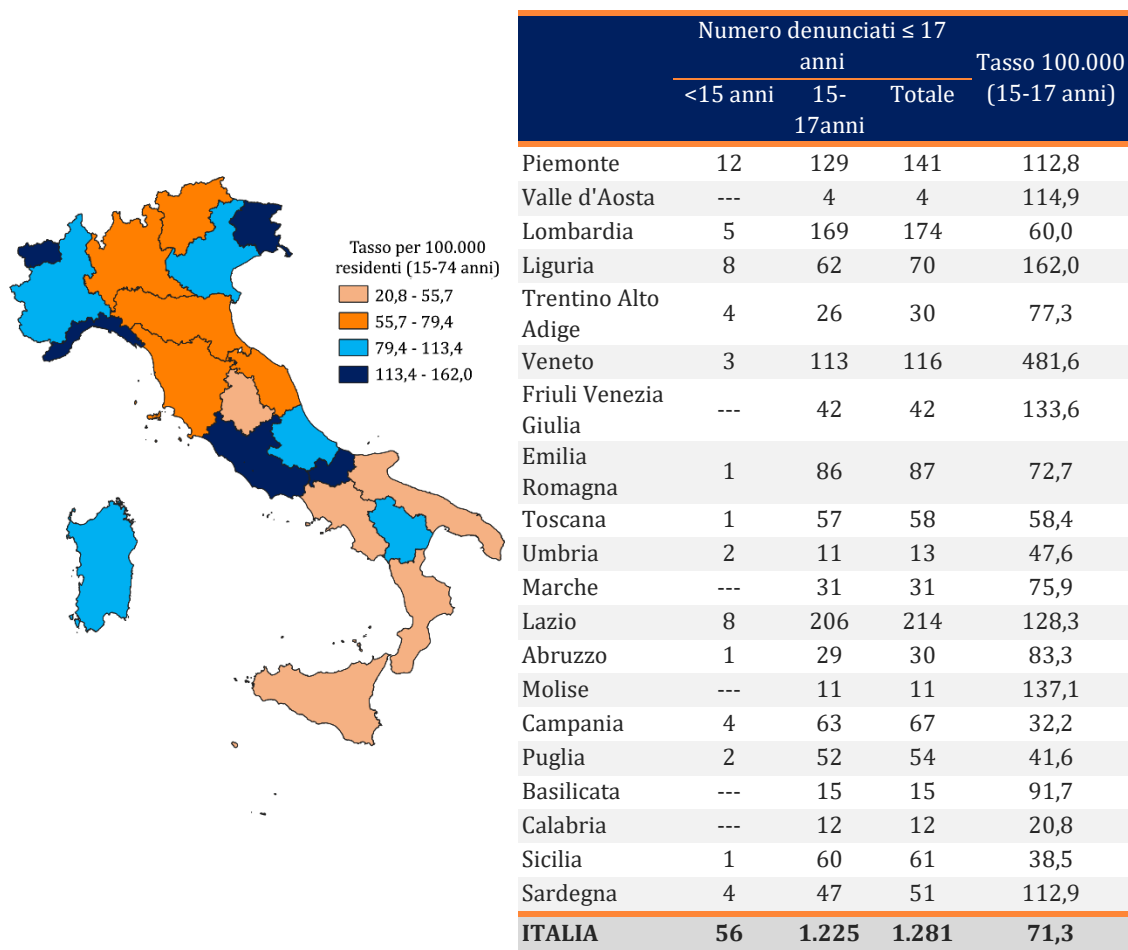 Tasso per 100.000
residenti (15-74 anni)
20,8 - 55,7
55,7 - 79,4
79,4 - 113,4
113,4 - 162,0
Numero denunciati ≤ 17
anni
Tasso 100.000
(15-17 anni)
<15 anni 15-
17anni Totale
Piemonte 12 129 141 112,8
Valle d'Aosta --- 4 4 114,9
Lombardia 5 169 174 60,0
Liguria 8 62 70 162,0
Trentino Alto
Adige 4 26 30 77,3
Veneto 3 113 116 481,6
Friuli Venezia
Giulia --- 42 42 133,6
Emilia
Romagna 1 86 87 72,7
Toscana 1 57 58 58,4
Umbria 2 11 13 47,6
Marche --- 31 31 75,9
Lazio 8 206 214 128,3
Abruzzo 1 29 30 83,3
Molise --- 11 11 137,1
Campania 4 63 67 32,2
Puglia 2 52 54 41,6
Basilicata --- 15 15 91,7
Calabria --- 12 12 20,8
Sicilia 1 60 61 38,5
Sardegna 4 47 51 112,9
ITALIA 56 1.225 1.281 71,3